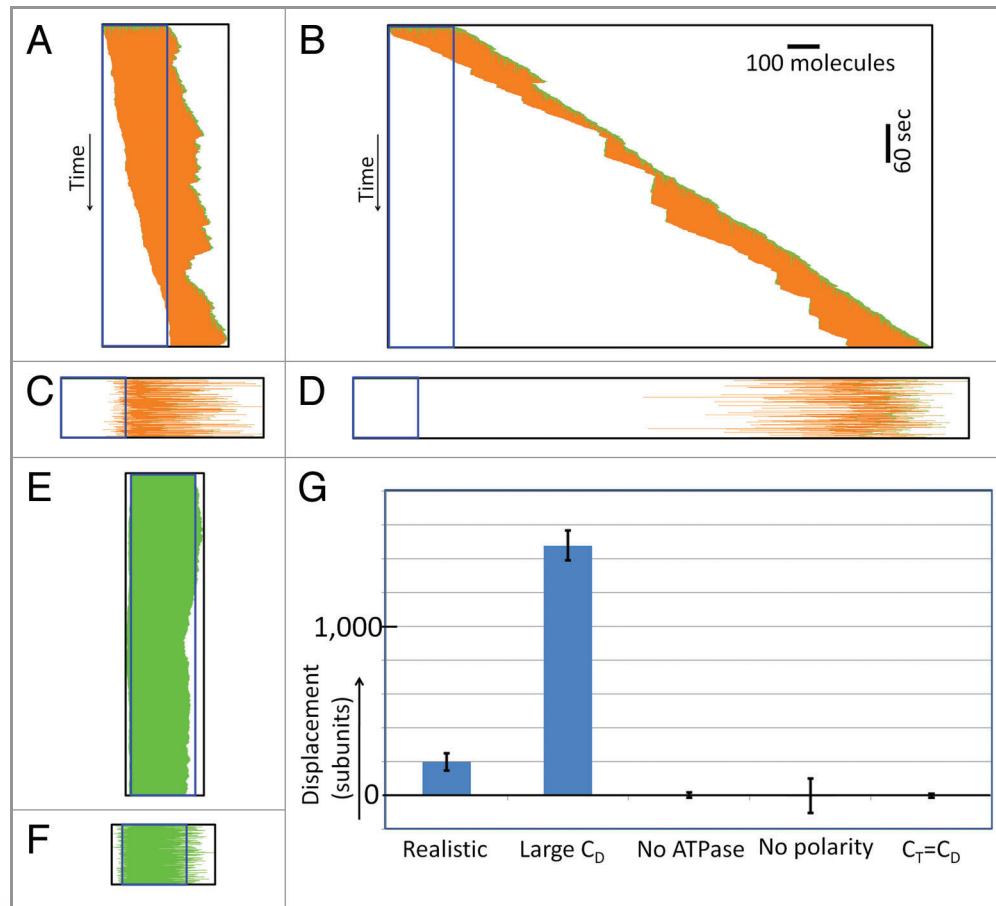 A
Time
B
100 molecules
60 sec
Time
C
D
E
F
G
1,000
0
Displacement
(subunits)
Realistic
Large C_D
No ATPase
No polarity
C_T=C_D